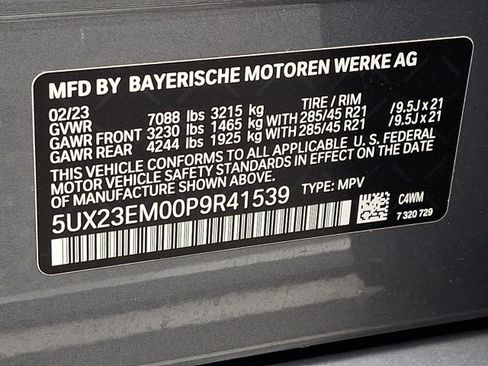 MFD BY BAYERISCHE MOTOREN WERKE AG
02/23 TIRE / RIM
GVWR 7088 lbs 3215 kg
GAWR FRONT 3230 lbs 1465 kg 285/45 R21 /9.5J x 21
GAWR REAR 4244 lbs 1925 kg 285/45 R21 /9.5J x 21
THIS VEHICLE CONFORMS TO ALL APPLICABLE U.S. FEDERAL
MOTOR VEHICLE SAFETY STANDARDS IN EFFECT ON THE DATE OF
MANUFACTURE SHOWN ABOVE.
5UX23EM00P9R41539 TYPE: MPV
C4WM
7 320 729